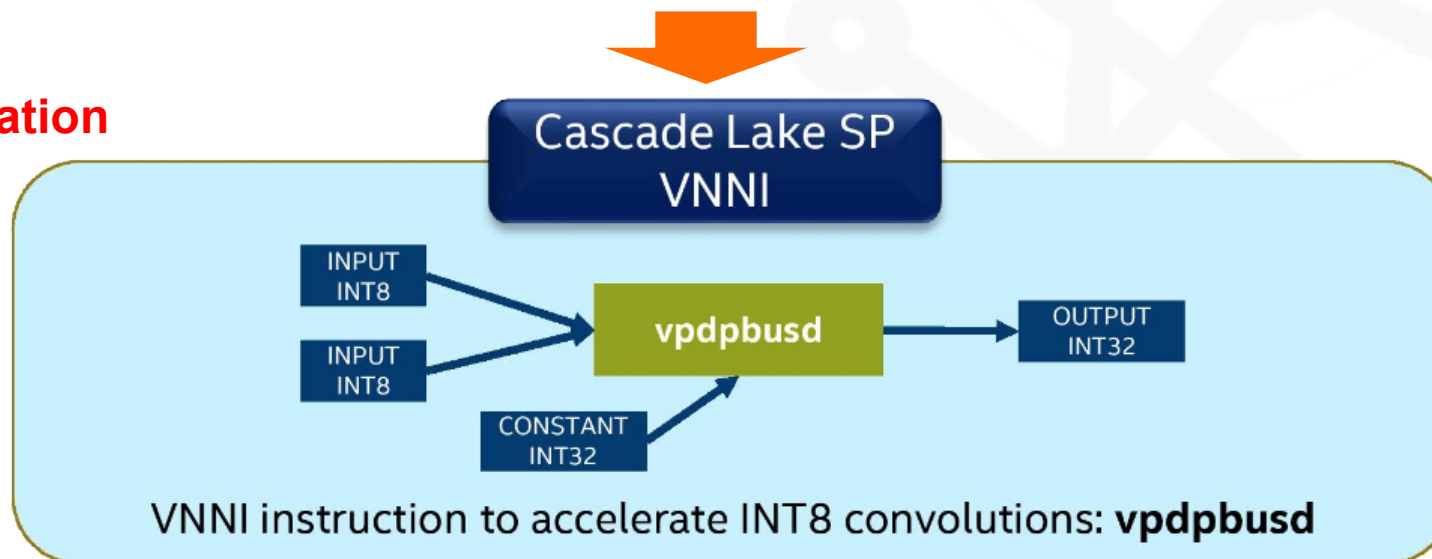 ation
Cascade Lake SP
VNNI
INPUT
INT8
vpdpbusd
OUTPUT
INT32
INPUT
INT8
CONSTANT
INT32
VNNI instruction to accelerate INT8 convolutions: vpdpbusd